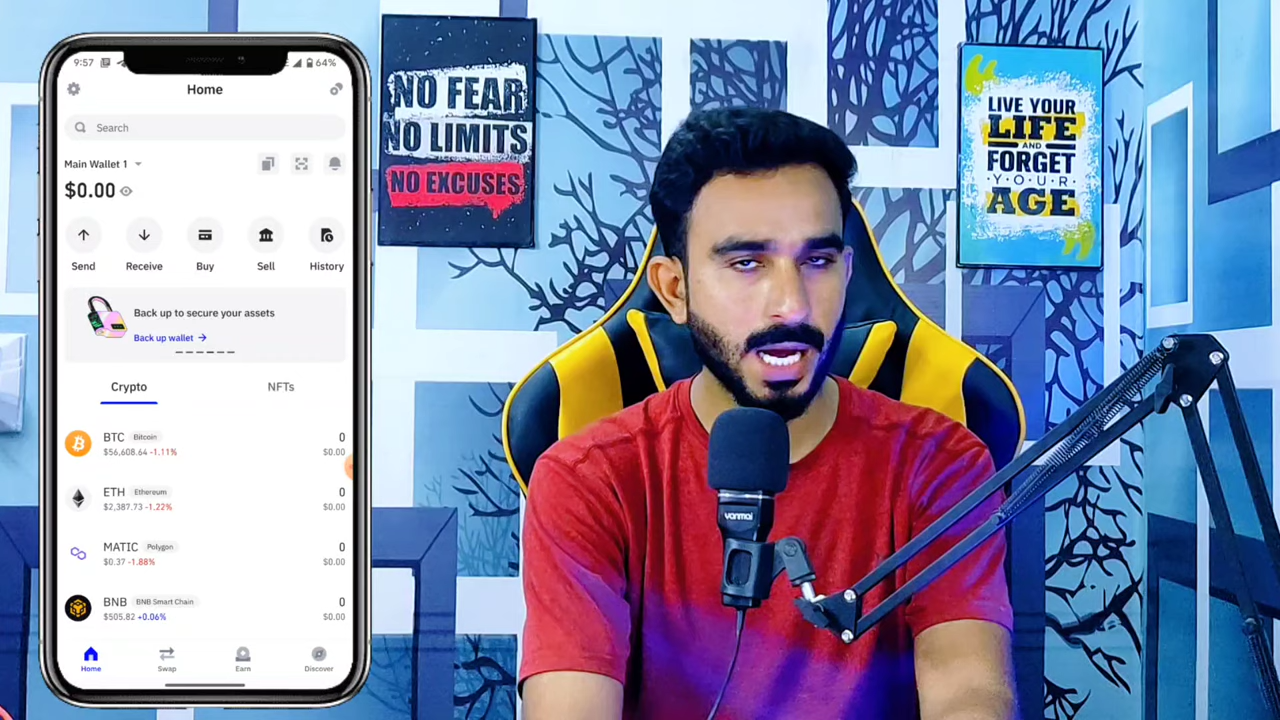 9:57
64%
Home
Search
Main Wallet 1
$0.00
Send
Receive
Buy
Sell
History
Back up to secure your assets
Back up wallet
Crypto
NFTs
BTC Bitcoin
0
$56,608.64 -1.11%
$0.00
ETH Ethereum
0
$2,387.73 -1.22%
$0.00
MATIC Polygon
0
$0.37 -1.88%
$0.00
BNB BNB Smart Chain
0
$505.82 +0.06%
$0.00
Home
Swap
Earn
Discover
NO FEAR
NO LIMITS
NO EXCUSES
LIVE YOUR
LIFE
AND
FORGET
YOUR
AGE
vanmai